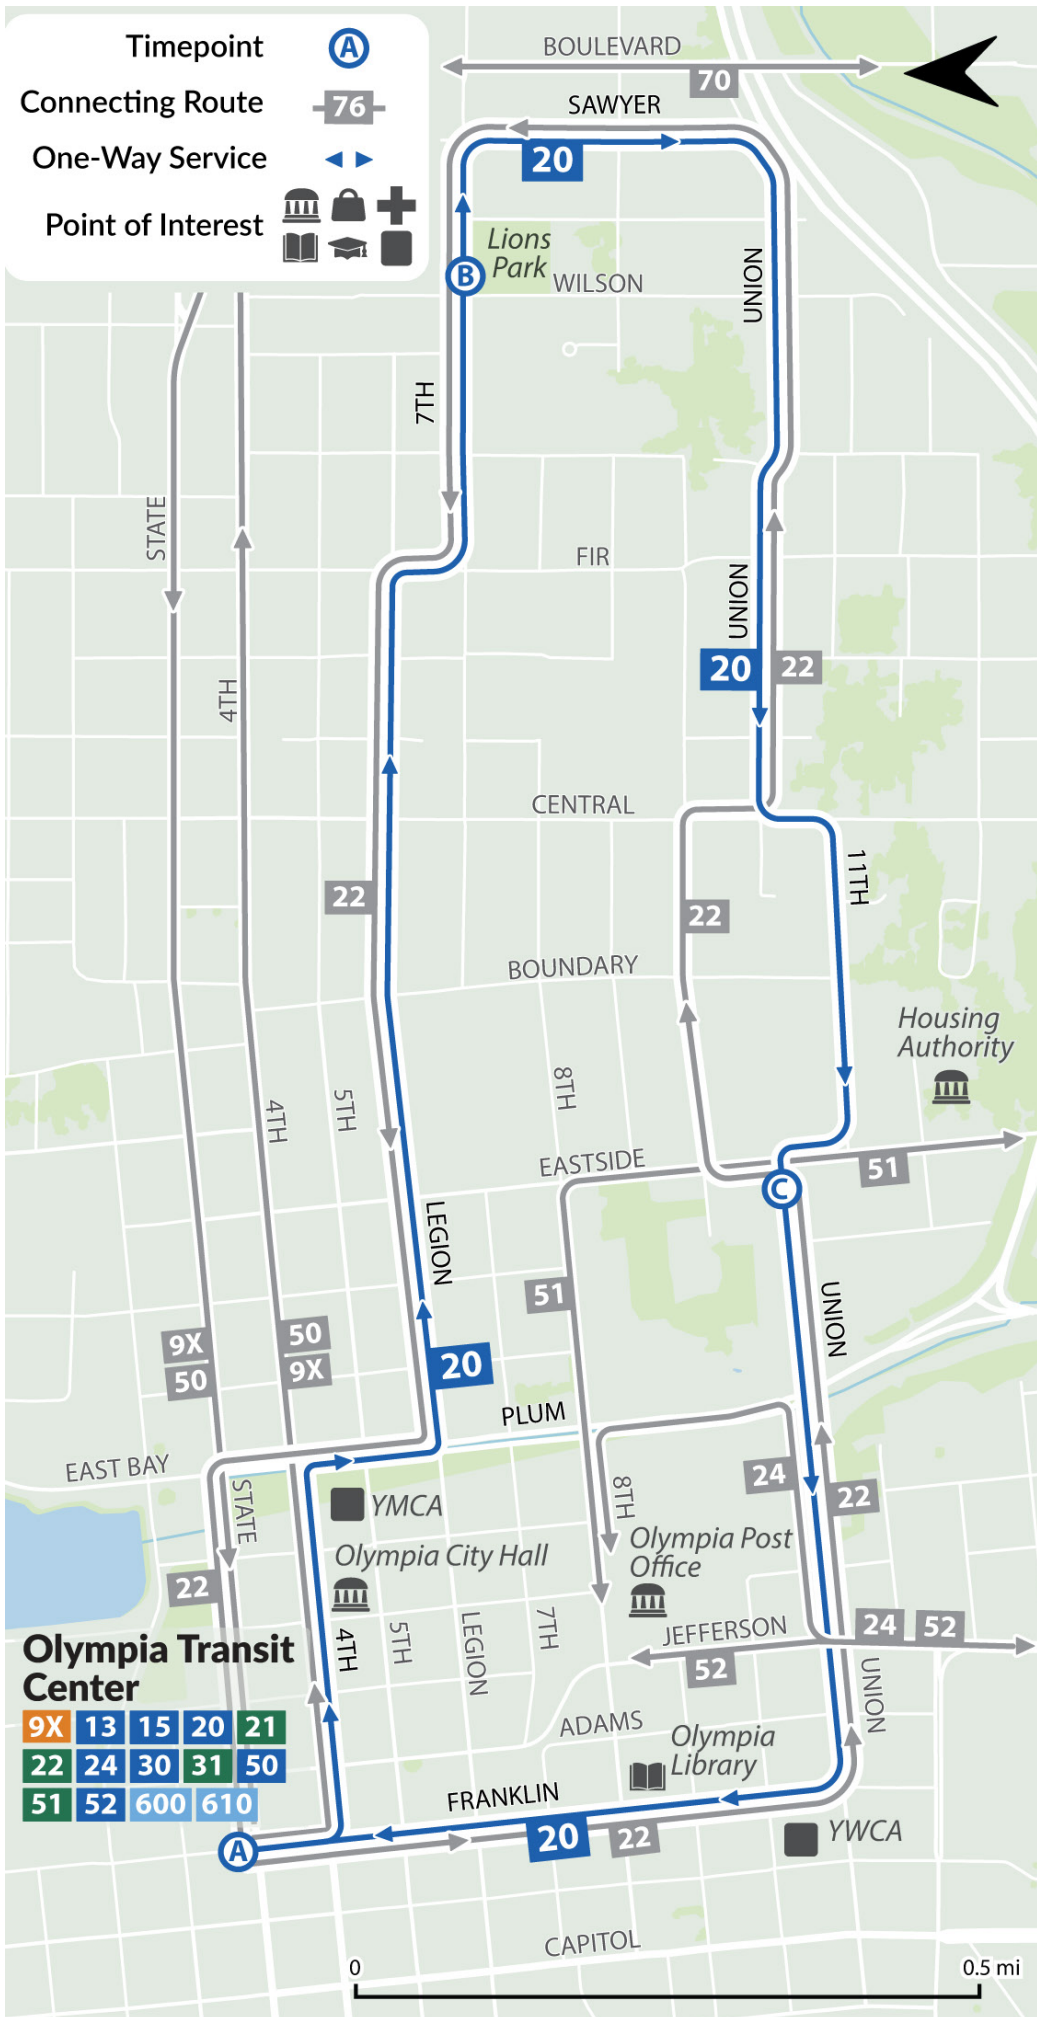 Timepoint
A
Connecting Route
76
One-Way Service
Point of Interest
BOULEVARD
70
SAWYER
20
Lions
Park
B
WILSON
UNION
7TH
STATE
FIR
UNION
20
22
4TH
CENTRAL
11TH
22
22
BOUNDARY
Housing
Authority
4TH
5TH
8TH
EASTSIDE
51
C
LEGION
51
UNION
9X
50
50
9X
20
PLUM
EAST BAY
24
22
STATE
YMCA
8TH
Olympia City Hall
Olympia Post
Office
22
4TH
5TH
LEGION
7TH
JEFFERSON
24
52
52
UNION
Olympia Transit
Center
9X 13 15 20 21
22 24 30 31 50
51 52 600 610
ADAMS
Olympia
Library
FRANKLIN
20
22
YWCA
A
CAPITOL
0
0.5 mi